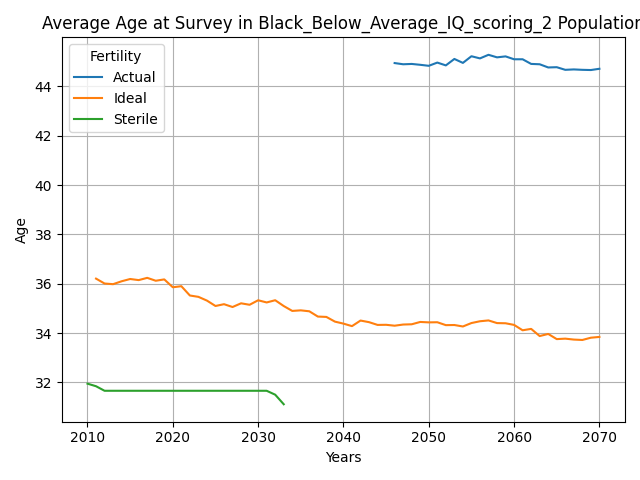 Average Age at Survey in Black_Below_Average_IQ_scoring_2 Population
Fertility
Actual
Ideal
Sterile
Age
44
42
40
38
36
34
32
2010
2020
2030
2040
2050
2060
2070
Years